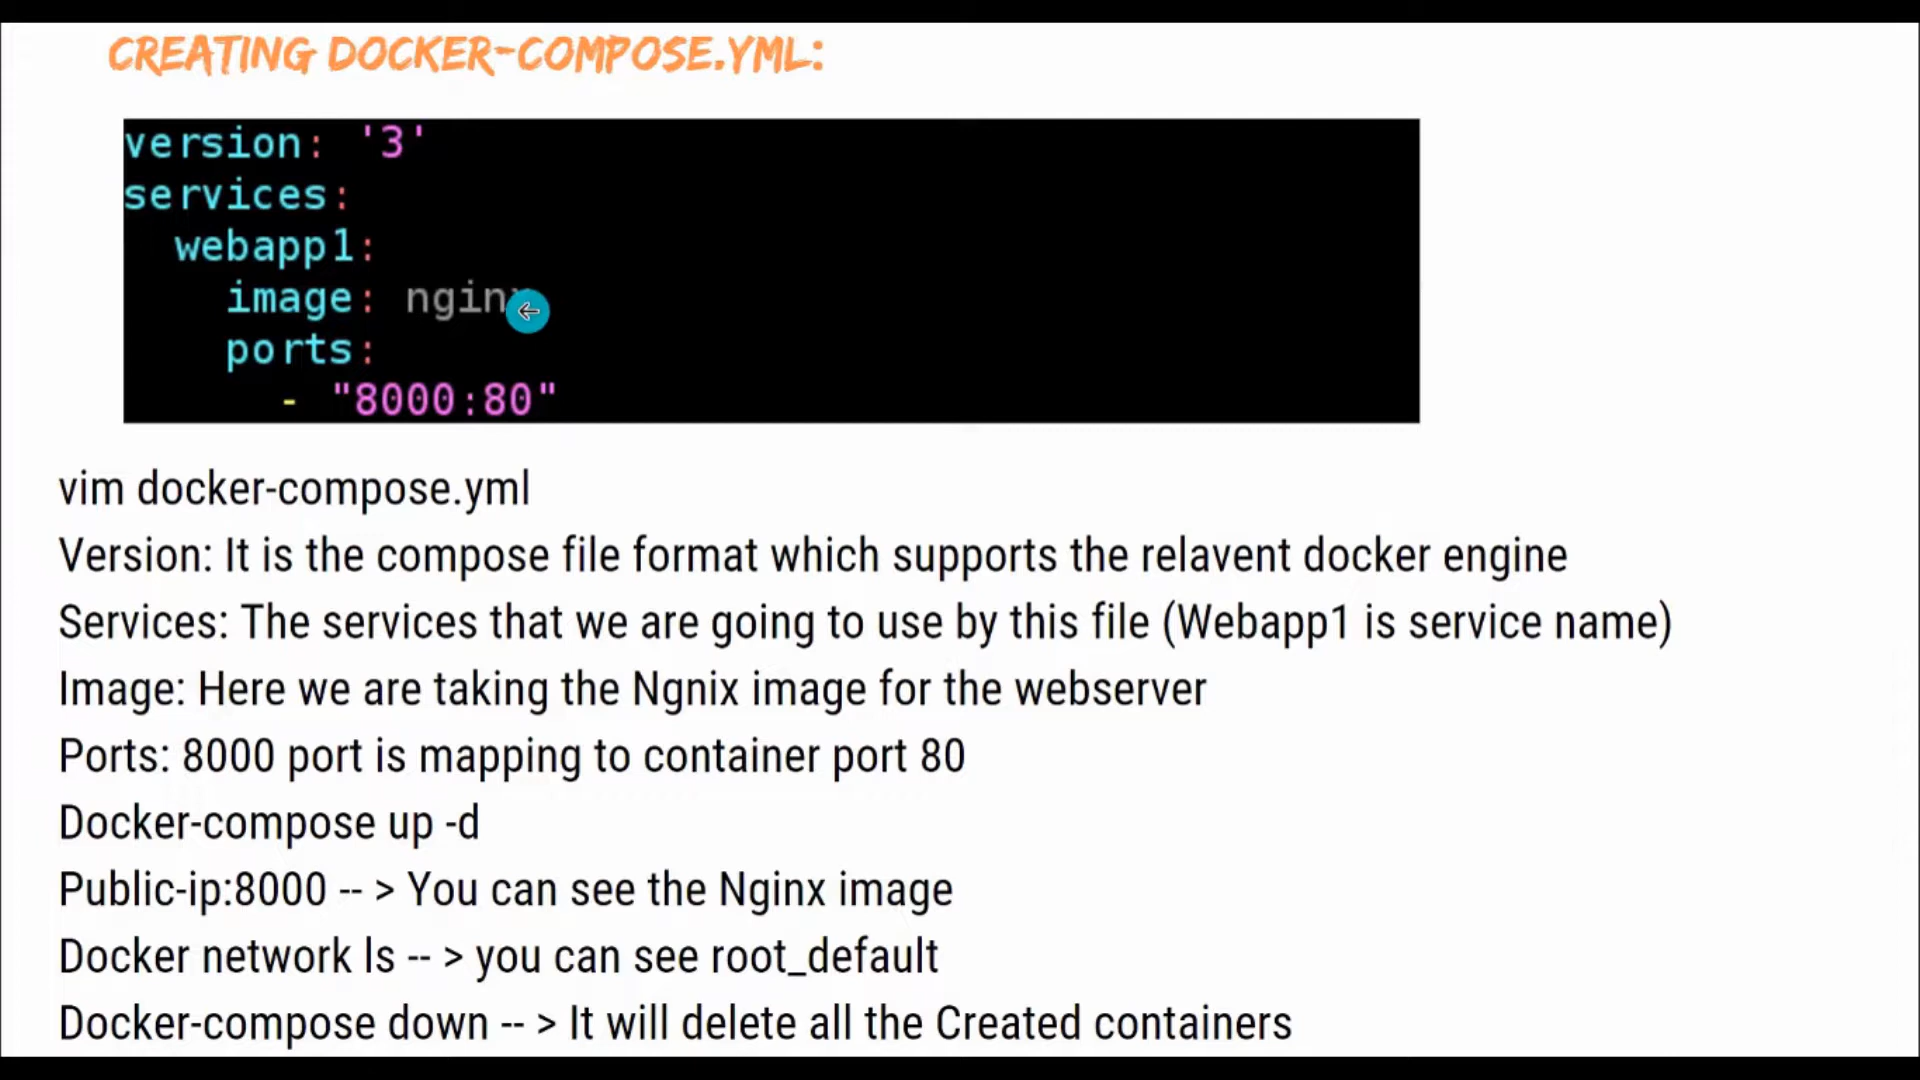 CREATING DOCKER-COMPOSE.YML:
version: '3'
services:
webapp1:
image: nginx
ports:
- "8000:80"
vim docker-compose.yml
Version: It is the compose file format which supports the relavent docker engine
Services: The services that we are going to use by this file (Webapp1 is service name)
Image: Here we are taking the Ngnix image for the webserver
Ports: 8000 port is mapping to container port 80
Docker-compose up -d
Public-ip:8000 -- > You can see the Nginx image
Docker network ls -- > you can see root_default
Docker-compose down -- > It will delete all the Created containers